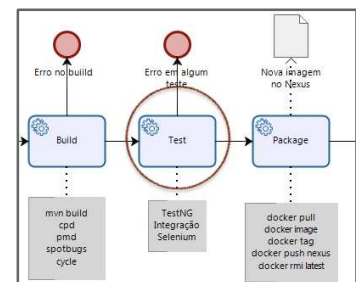 Erro no build
Erro em algum
teste
Nova imagem
no Nexus
Build
Test
Package
mvn build
cpd
pmd
spotbugs
cycle
TestNG
Integração
Selenium
docker pull
docker image
docker tag
docker push nexus
docker rmi latest